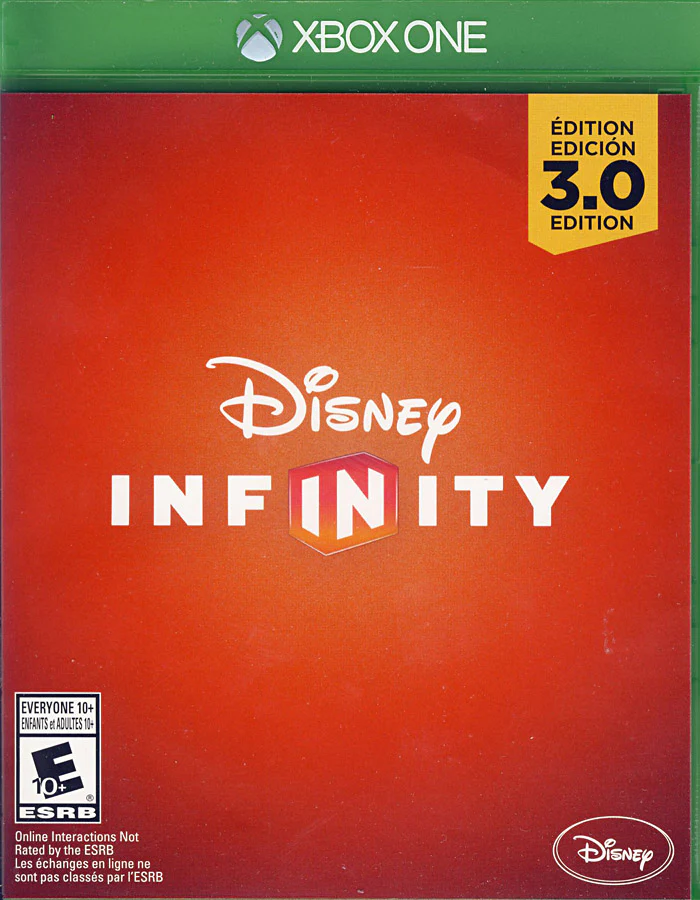 XBOX ONE
ÉDITION
EDICIÓN
3.0
EDITION
DISNEY
INFINITY
EVERYONE 10+
ENFANTS et ADULTES 10+
E
10+
®
ESRB
Online Interactions Not
Rated by the ESRB
Les échanges en ligne ne
sont pas classés par l'ESRB
DISNEY